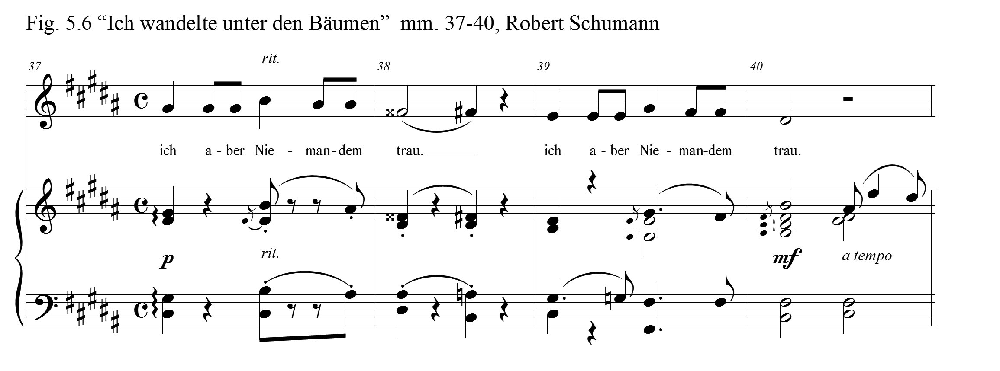 Fig. 5.6 “Ich wandelte unter den Bäumen” mm. 37-40, Robert Schumann
rit.
37 38 39 40
ich a - ber Nie - man - dem trau. ich a - ber Nie - man-dem trau.
p rit. mf a tempo